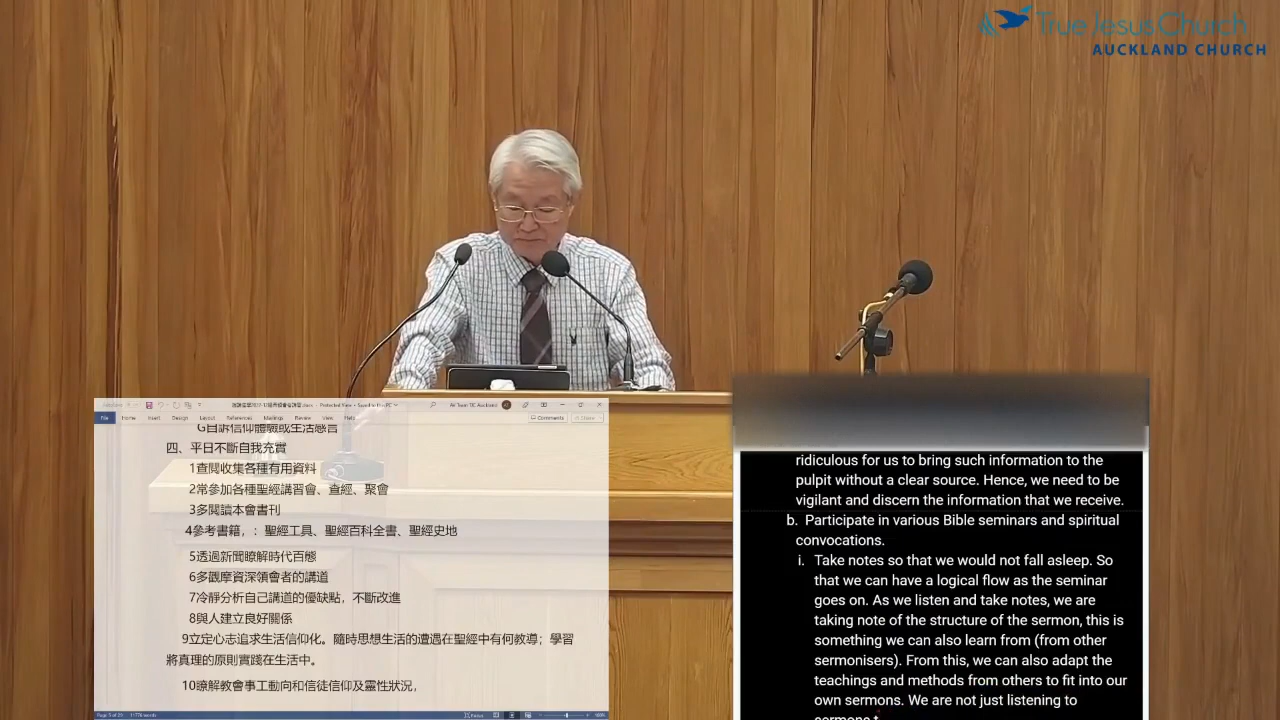 True Jesus Church
AUCKLAND CHURCH
File Home Insert Design Layout References Mailings Review View Help
Comments
Share
G自訴信仰體驗或生活感言
四、平日不斷自我充實
1查閱收集各種有用資料
2常參加各種聖經講習會、查經、聚會
3多閱讀本會書刊
4參考書籍,：聖經工具、聖經百科全書、聖經史地
5透過新聞瞭解時代百態
6多觀摩資深領會者的講道
7冷靜分析自己講道的優缺點，不斷改進
8與人建立良好關係
9立定心志追求生活信仰化。隨時思想生活的遭遇在聖經中有何教導；學習
將真理的原則實踐在生活中。
10瞭解教會事工動向和信徒信仰及靈性狀況，
ridiculous for us to bring such information to the
pulpit without a clear source. Hence, we need to be
vigilant and discern the information that we receive.
b. Participate in various Bible seminars and spiritual
convocations.
i. Take notes so that we would not fall asleep. So
that we can have a logical flow as the seminar
goes on. As we listen and take notes, we are
taking note of the structure of the sermon, this is
something we can also learn from (from other
sermonisers). From this, we can also adapt the
teachings and methods from others to fit into our
own sermons. We are not just listening to
sermons t